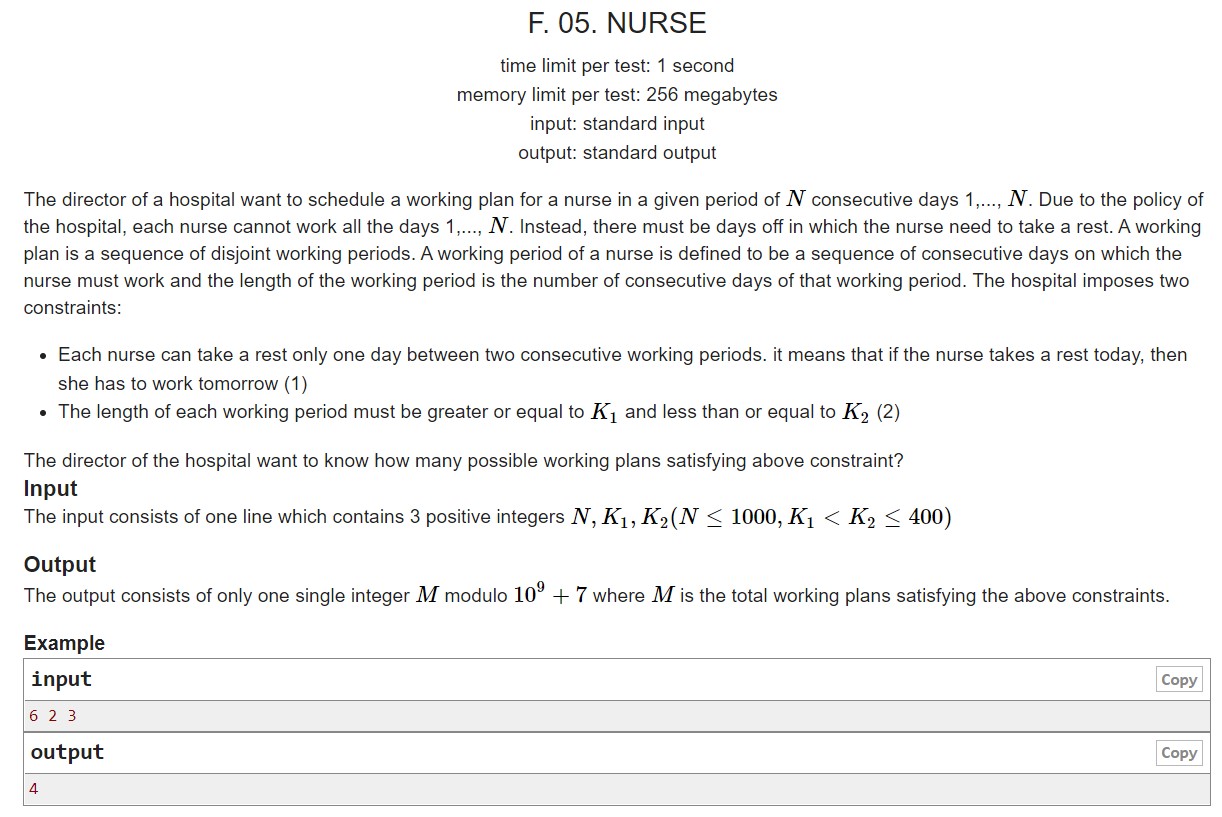 F. 05. NURSE
time limit per test: 1 second
memory limit per test: 256 megabytes
input: standard input
output: standard output
The director of a hospital want to schedule a working plan for a nurse in a given period of N consecutive days 1,..., N. Due to the policy of
the hospital, each nurse cannot work all the days 1,..., N. Instead, there must be days off in which the nurse need to take a rest. A working
plan is a sequence of disjoint working periods. A working period of a nurse is defined to be a sequence of consecutive days on which the
nurse must work and the length of the working period is the number of consecutive days of that working period. The hospital imposes two
constraints:
• Each nurse can take a rest only one day between two consecutive working periods. it means that if the nurse takes a rest today, then
she has to work tomorrow (1)
• The length of each working period must be greater or equal to K₁ and less than or equal to K₂ (2)
The director of the hospital want to know how many possible working plans satisfying above constraint?
Input
The input consists of one line which contains 3 positive integers N, K₁, K₂(N ≤ 1000, K₁ < K₂ ≤ 400)
Output
The output consists of only one single integer M modulo 10⁹ + 7 where M is the total working plans satisfying the above constraints.
Example
input Copy
6 2 3
output Copy
4